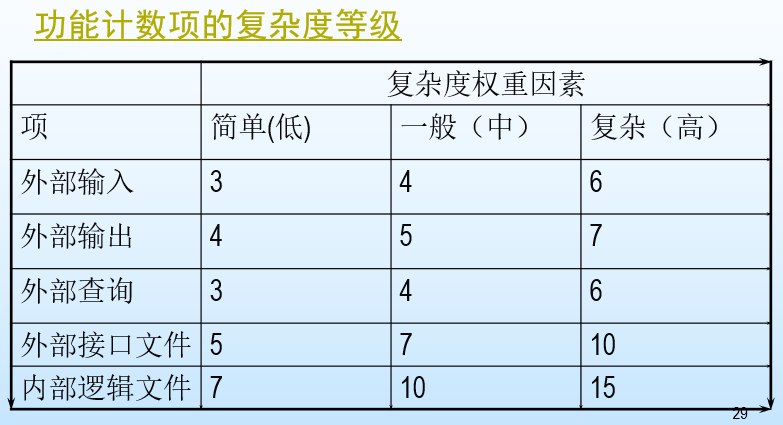 功能计数项的复杂度等级
复杂度权重因素
项 简单(低) 一般（中） 复杂（高）
外部输入 3 4 6
外部输出 4 5 7
外部查询 3 4 6
外部接口文件 5 7 10
内部逻辑文件 7 10 15
29